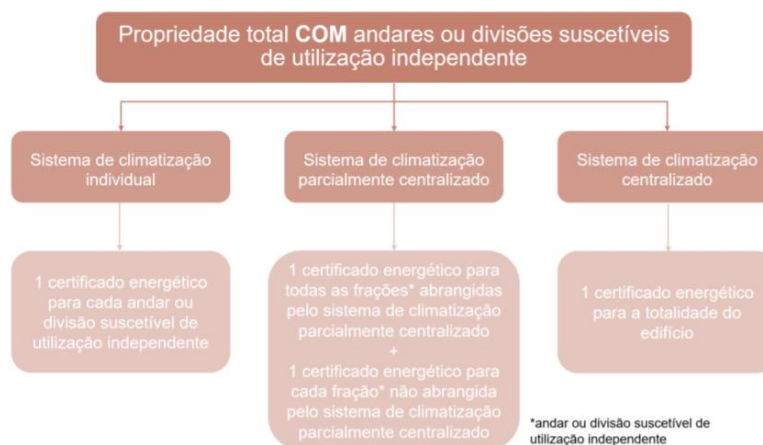 Propriedade total COM andares ou divisões suscetíveis
de utilização independente
Sistema de climatização
individual
Sistema de climatização
parcialmente centralizado
Sistema de climatização
centralizado
1 certificado energético
para cada andar ou
divisão suscetível de
utilização independente
1 certificado energético para
todas as frações* abrangidas
pelo sistema de climatização
parcialmente centralizado
+
1 certificado energético para
cada fração* não abrangida
pelo sistema de climatização
parcialmente centralizado
1 certificado energético
para a totalidade do
edifício
*andar ou divisão suscetível de
utilização independente